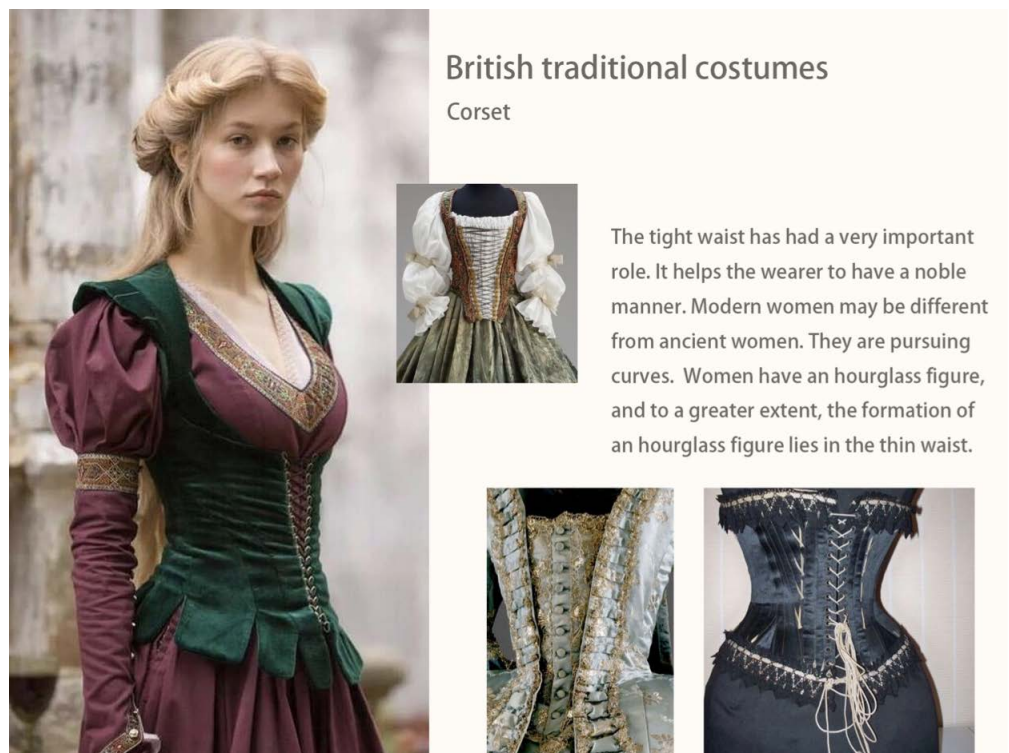 British traditional costumes
Corset
The tight waist has had a very important
role. It helps the wearer to have a noble
manner. Modern women may be different
from ancient women. They are pursuing
curves.  Women have an hourglass figure,
and to a greater extent, the formation of
an hourglass figure lies in the thin waist.